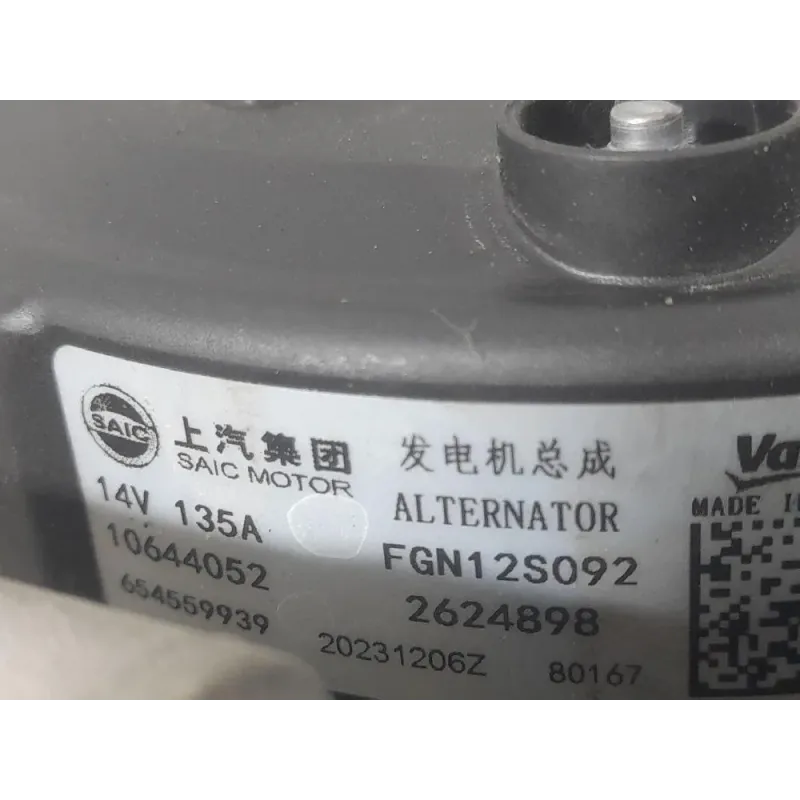 SAIC
上汽集团
SAIC MOTOR
发电机总成
Va
14V 135A
ALTERNATOR
MADE I
10644052
FGN12S092
654559939
2624898
20231206Z
80167